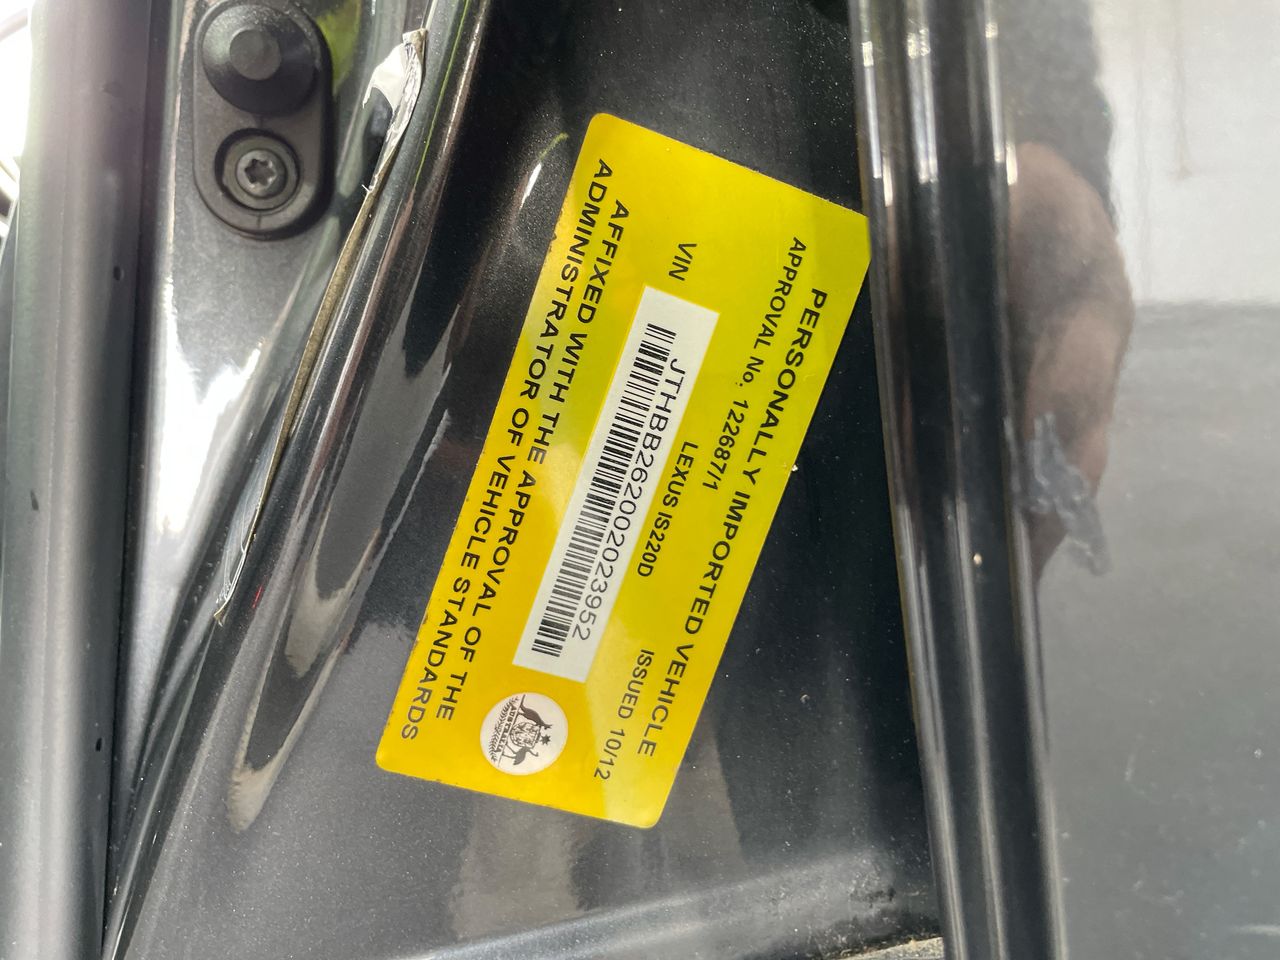 PERSONALLY IMPORTED VEHICLE
APPROVAL No. 122687/1
ISSUED 10/12
LEXUS IS220D
VIN
JTHBB262002023952
AUSTRALIA
AFFIXED WITH THE APPROVAL OF THE
ADMINISTRATOR OF VEHICLE STANDARDS